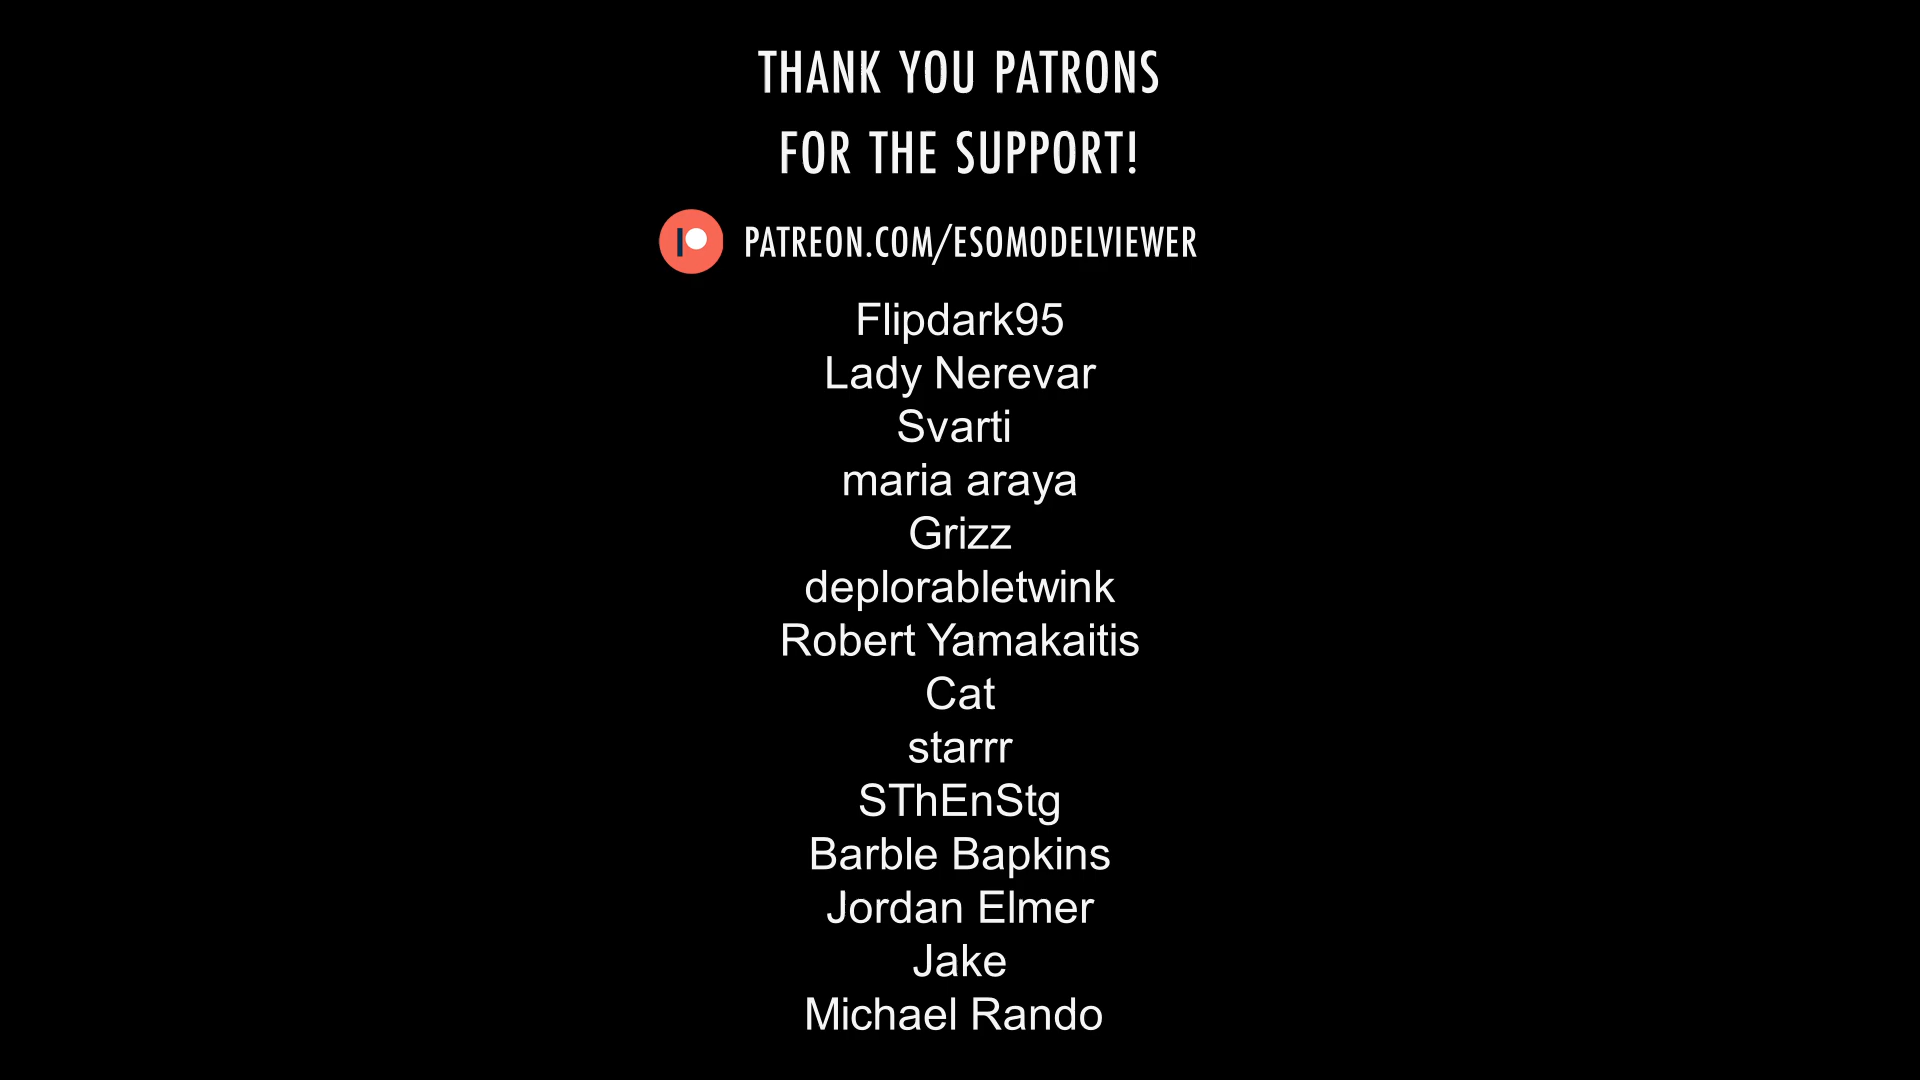 THANK YOU PATRONS
FOR THE SUPPORT!
PATREON.COM/ESOMODELVIEWER
Flipdark95
Lady Nerevar
Svarti
maria araya
Grizz
deplorabletwink
Robert Yamakaitis
Cat
starrr
SThEnStg
Barble Bapkins
Jordan Elmer
Jake
Michael Rando